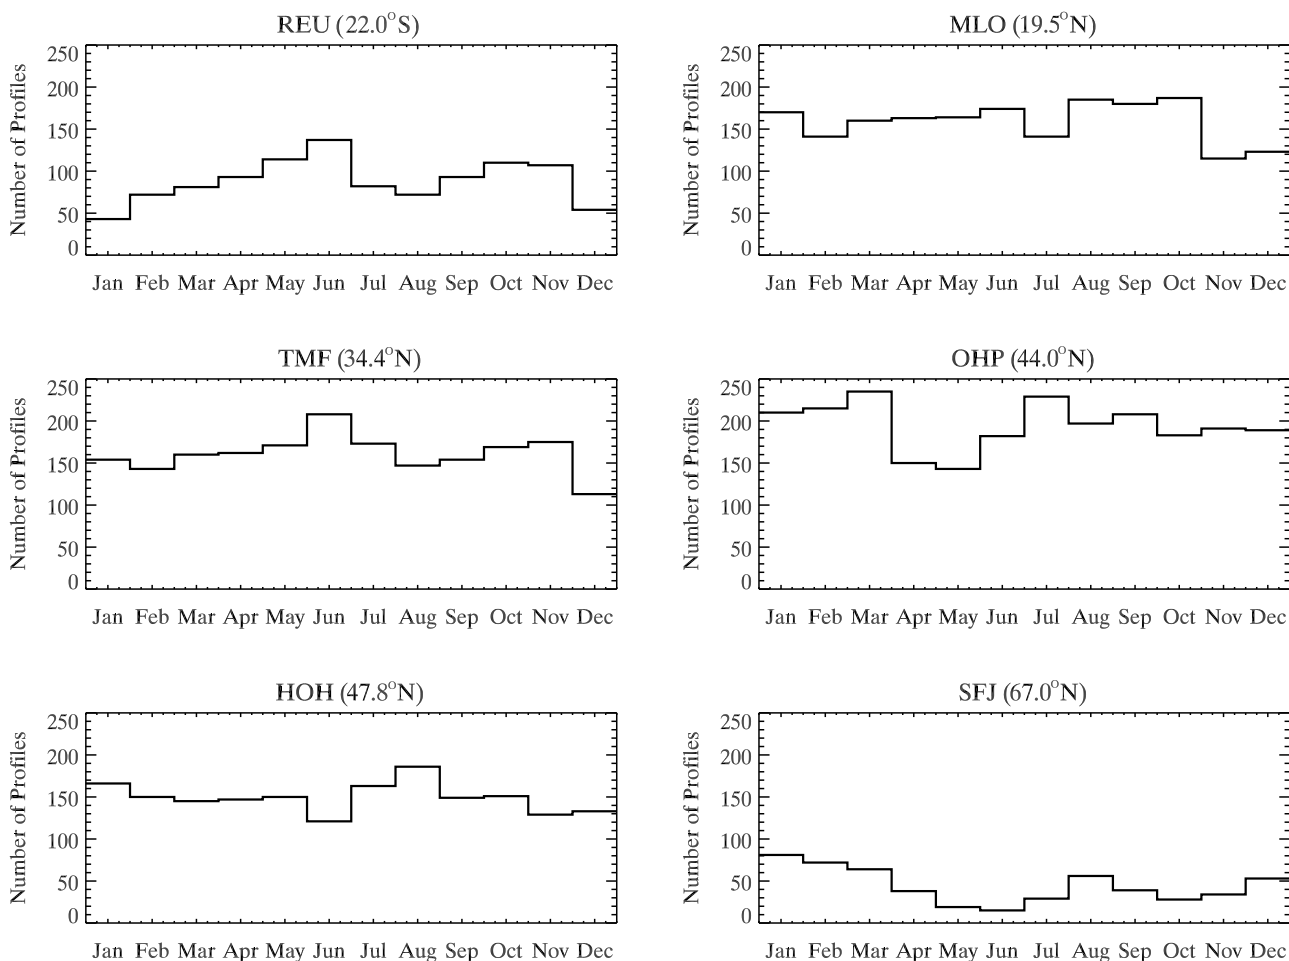 REU (22.0°S)
Number of Profiles
250
200
150
100
50
0
Jan Feb Mar Apr May Jun Jul Aug Sep Oct Nov Dec
MLO (19.5°N)
Number of Profiles
250
200
150
100
50
0
Jan Feb Mar Apr May Jun Jul Aug Sep Oct Nov Dec
TMF (34.4°N)
Number of Profiles
250
200
150
100
50
0
Jan Feb Mar Apr May Jun Jul Aug Sep Oct Nov Dec
OHP (44.0°N)
Number of Profiles
250
200
150
100
50
0
Jan Feb Mar Apr May Jun Jul Aug Sep Oct Nov Dec
HOH (47.8°N)
Number of Profiles
250
200
150
100
50
0
Jan Feb Mar Apr May Jun Jul Aug Sep Oct Nov Dec
SFJ (67.0°N)
Number of Profiles
250
200
150
100
50
0
Jan Feb Mar Apr May Jun Jul Aug Sep Oct Nov Dec